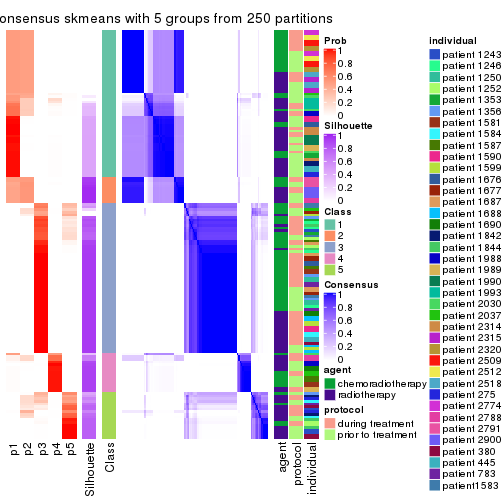 onsensus skmeans with 5 groups from 250 partitions
Prob
1
0.8
0.6
0.4
0.2
0
Silhouette
1
0.8
0.6
0.4
0.2
0
Class
1
2
3
4
5
Consensus
1
0.8
0.6
0.4
0.2
0
agent
chemoradiotherapy
radiotherapy
protocol
during treatment
prior to treatment
individual
patient 1243
patient 1246
patient 1250
patient 1252
patient 1353
patient 1356
patient 1581
patient 1584
patient 1587
patient 1590
patient 1599
patient 1676
patient 1677
patient 1687
patient 1688
patient 1690
patient 1842
patient 1844
patient 1988
patient 1989
patient 1990
patient 1993
patient 2030
patient 2037
patient 2314
patient 2315
patient 2320
patient 2509
patient 2512
patient 2518
patient 275
patient 2774
patient 2788
patient 2791
patient 2900
patient 380
patient 445
patient 783
patient1583
p1
p2
p3
p4
p5
Silhouette
Class
agent
protocol
individual